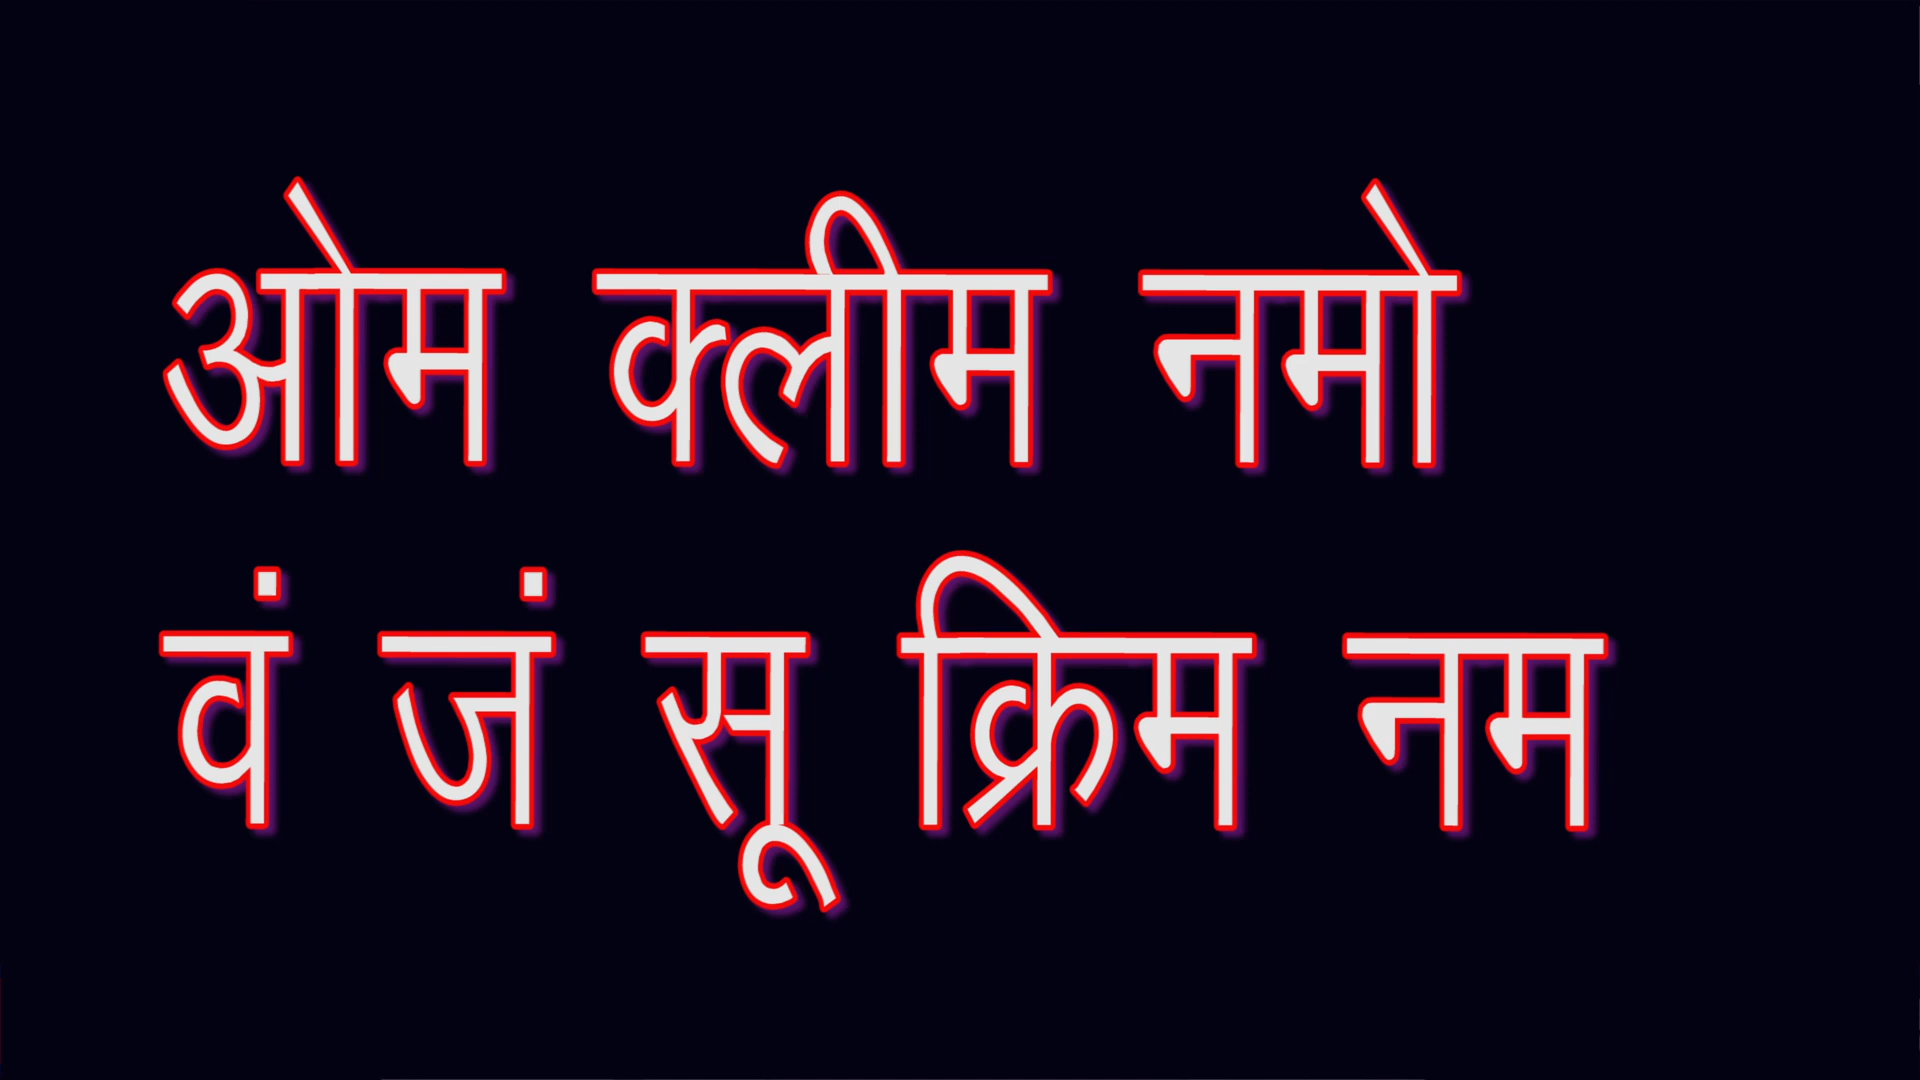 ओम क्लीम नमो
वं जं सू क्रिम नम